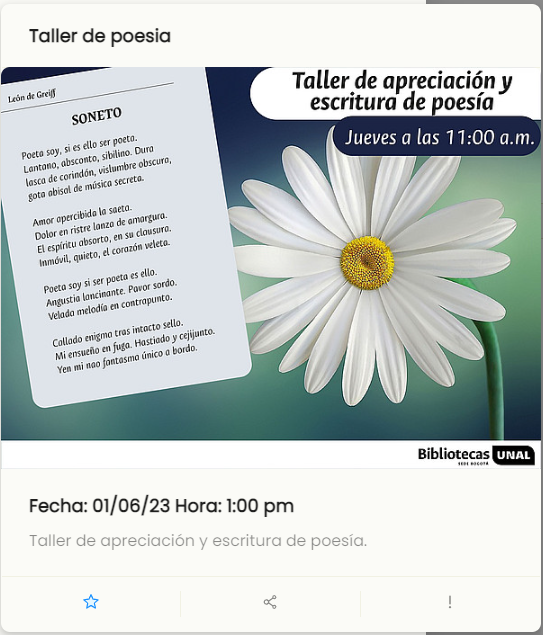 Taller de poesia
León de Greiff
SONETO
Poeta soy, si es ello ser poeta.
Lontano, absconto, sibilino. Dura
lasca de corindón, vislumbre obscura,
gota abisal de música secreta.
Amor apercibida la saeta.
Dolor en ristre lanza de amargura.
El espíritu absorto, en su clausura.
Inmóvil, quieto, el corazón veleta.
Poeta soy si ser poeta es ello.
Angustia lancinante. Pavor sordo.
Velada melodía en contrapunto.
Callado enigma tras intacto sello.
Mi ensueño en fuga. Hastiado y cejijunto.
Y en mi nao fantasma único a bordo.
Taller de apreciación y
escritura de poesía
Jueves a las 11:00 a.m.
Bibliotecas UNAL
SEDE BOGOTÁ
Fecha: 01/06/23 Hora: 1:00 pm
Taller de apreciación y escritura de poesía.